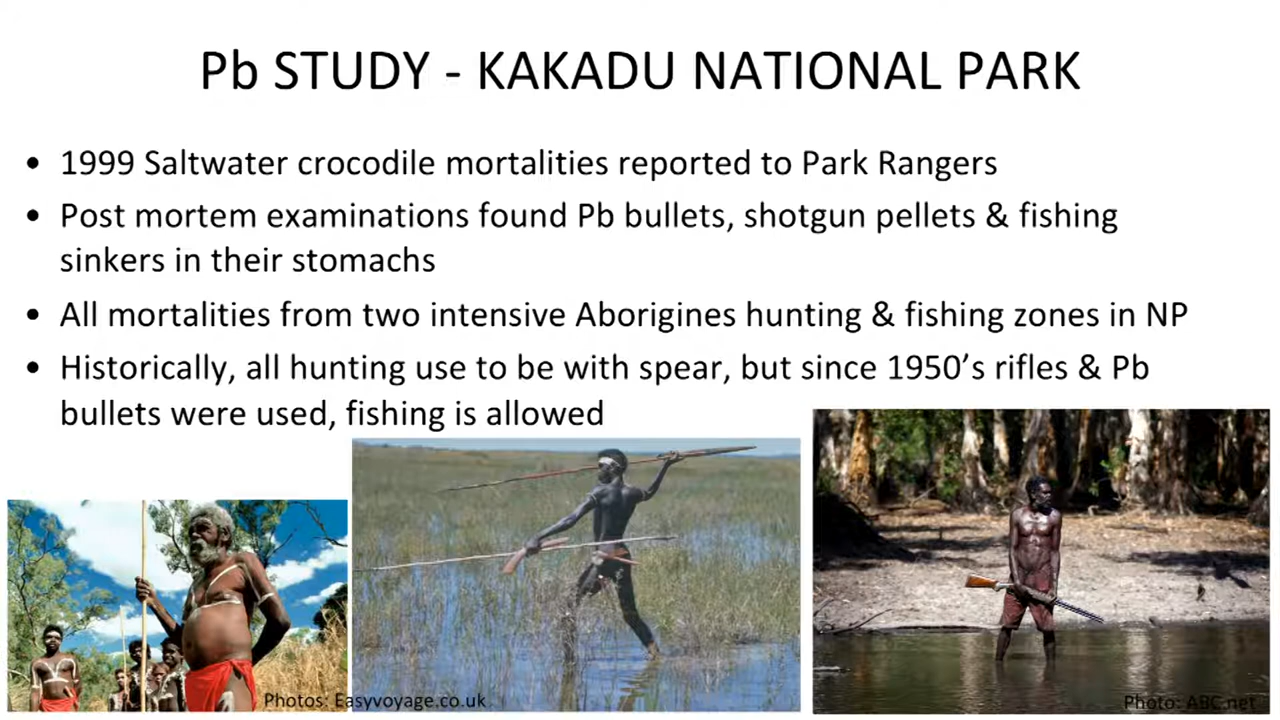 Pb STUDY - KAKADU NATIONAL PARK
• 1999 Saltwater crocodile mortalities reported to Park Rangers
• Post mortem examinations found Pb bullets, shotgun pellets & fishing
sinkers in their stomachs
• All mortalities from two intensive Aborigines hunting & fishing zones in NP
• Historically, all hunting use to be with spear, but since 1950’s rifles & Pb
bullets were used, fishing is allowed
Photos: Easyvoyage.co.uk
Photo: ABC.net